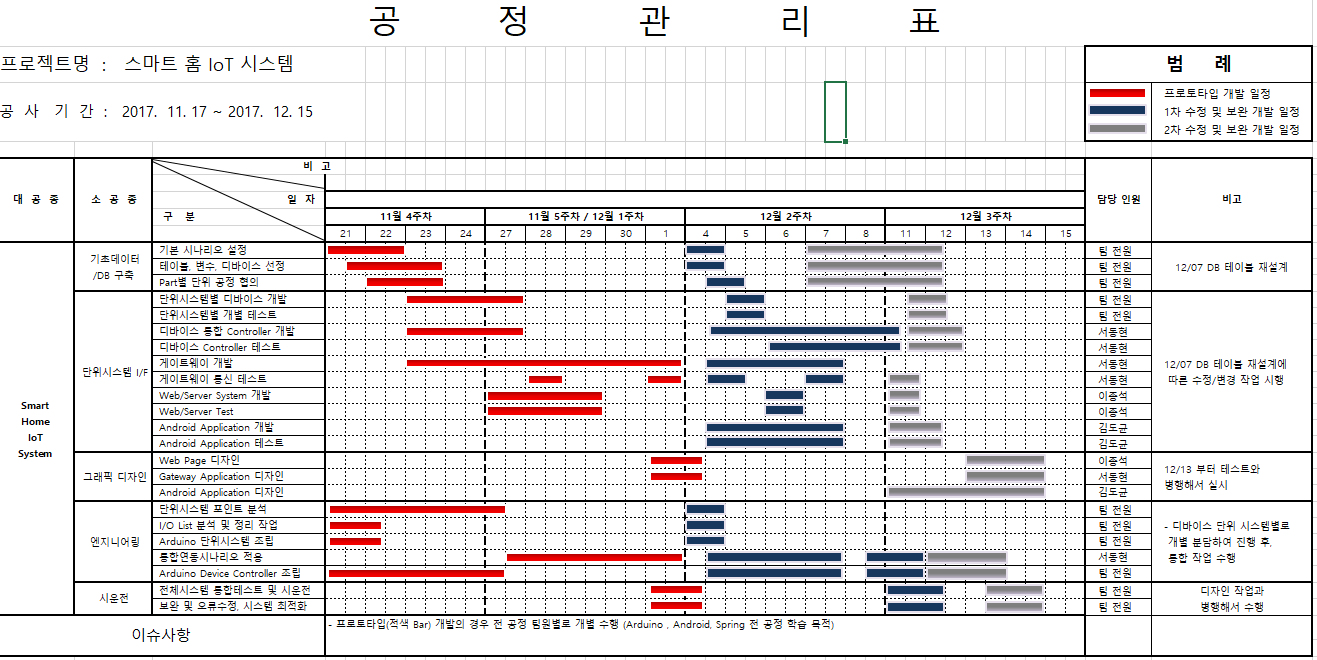 공 정 관 리 표
프로젝트명 : 스마트 홈 IoT 시스템
공 사 기 간 : 2017. 11. 17 ~ 2017. 12. 15
범 례
프로토타입 개발 일정
1차 수정 및 보완 개발 일정
2차 수정 및 보완 개발 일정
대 공 종
소 공 종
비 고
일 자
구 분
담당 인원
비고
11월 4주차
11월 5주차 / 12월 1주차
12월 2주차
12월 3주차
21 22 23 24 27 28 29 30 1 4 5 6 7 8 11 12 13 14 15
Smart
Home
IoT
System
기초데이터
/DB 구축
기본 시나리오 설정 팀 전원
테이블, 변수, 디바이스 선정 팀 전원
Part별 단위 공정 협의 팀 전원
12/07 DB 테이블 재설계
단위시스템 I/F
단위시스템별 디바이스 개발 팀 전원
단위시스템별 개별 테스트 팀 전원
디바이스 통합 Controller 개발 서동현
디바이스 Controller 테스트 서동현
게이트웨이 개발 서동현
게이트웨이 통신 테스트 서동현
Web/Server System 개발 이종석
Web/Server Test 이종석
Android Application 개발 김도균
Android Application 테스트 김도균
12/07 DB 테이블 재설계에
따른 수정/변경 작업 시행
그래픽 디자인
Web Page 디자인 이종석
Gateway Application 디자인 서동현
Android Application 디자인 김도균
12/13 부터 테스트와
병행해서 실시
엔지니어링
단위시스템 포인트 분석 팀 전원
I/O List 분석 및 정리 작업 팀 전원
Arduino 단위시스템 조립 팀 전원
통합연동시나리오 적용 서동현
Arduino Device Controller 조립 팀 전원
- 디바이스 단위 시스템별로
개별 분담하여 진행 후,
통합 작업 수행
시운전
전체시스템 통합테스트 및 시운전 팀 전원
보완 및 오류수정, 시스템 최적화 팀 전원
디자인 작업과
병행해서 수행
이슈사항
- 프로토타입(적색 Bar) 개발의 경우 전 공정 팀원별로 개별 수행 (Arduino , Android, Spring 전 공정 학습 목적)